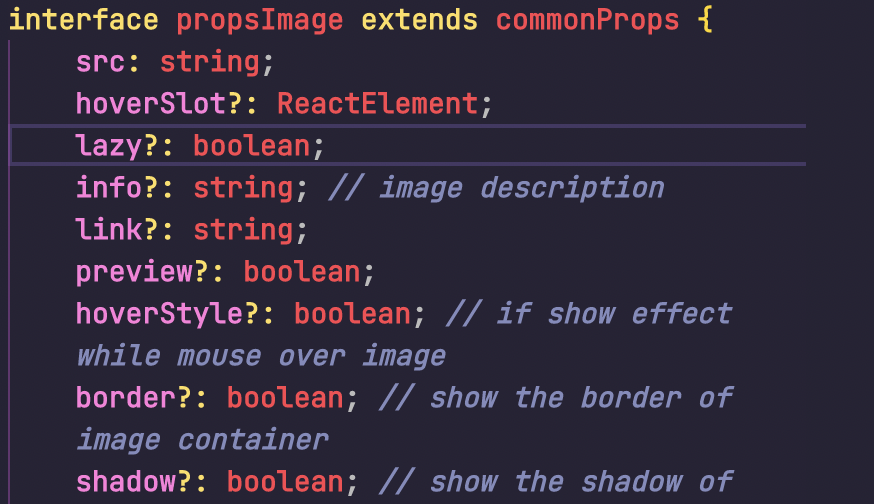 interface propsImage extends commonProps {
src: string;
hoverSlot?: ReactElement;
lazy?: boolean;
info?: string; // image description
link?: string;
preview?: boolean;
hoverStyle?: boolean; // if show effect
while mouse over image
border?: boolean; // show the border of
image container
shadow?: boolean; // show the shadow of